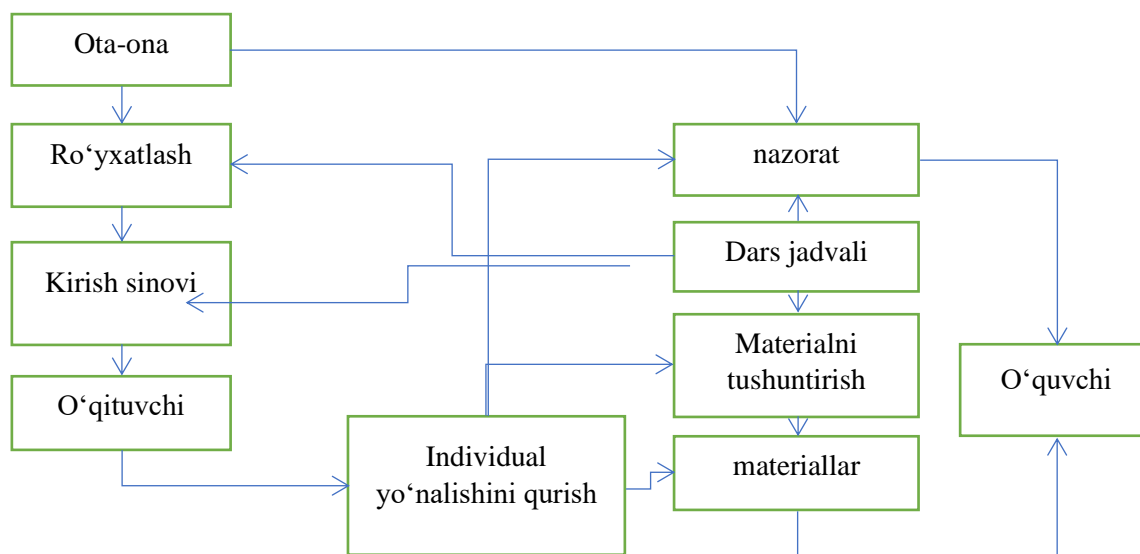 Ota-ona
Ro‘yxatlash
nazorat
Dars jadvali
Kirish sinovi
Materialni
tushuntirish
O‘quvchi
O‘qituvchi
Individual
yo‘nalishini qurish
materiallar